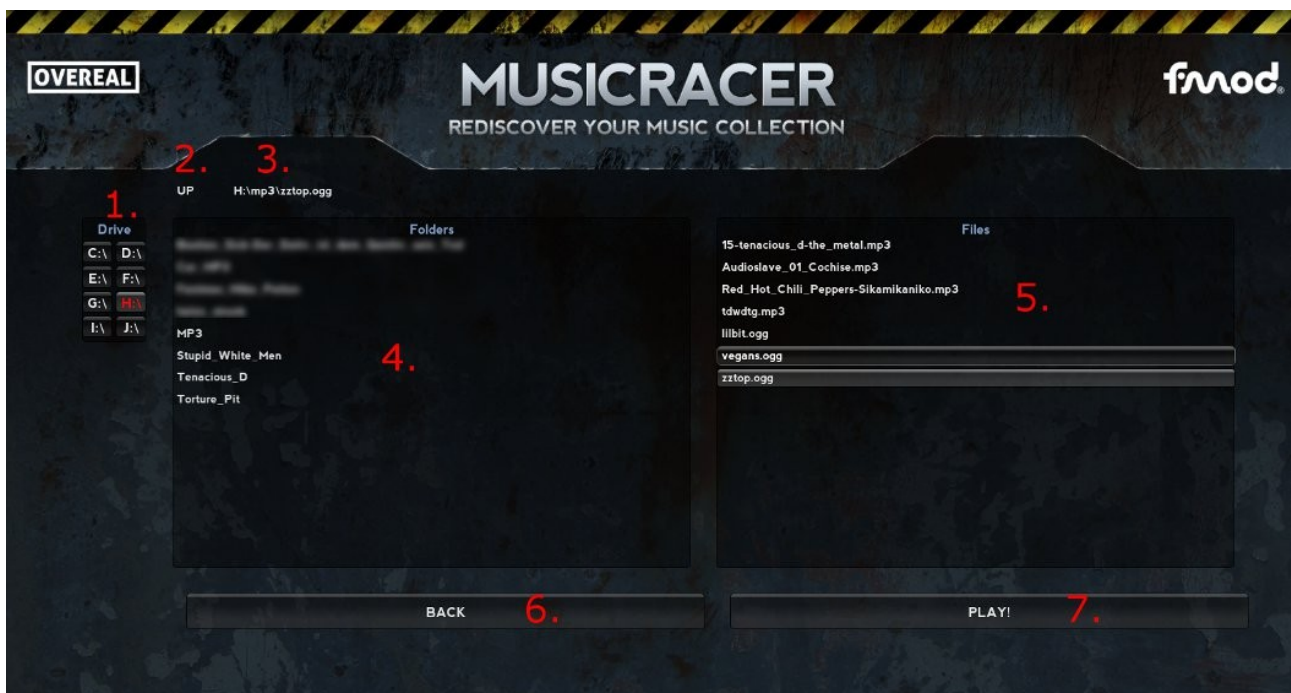 OVEREAL
MUSICRACER
fmod®
REDISCOVER YOUR MUSIC COLLECTION
2. 3.
UP H:\mp3\zztop.ogg
1.
Drive
C:\ D:\
E:\ F:\
G:\ H:\
I:\ J:\
Folders
MP3
Stupid_White_Men
Tenacious_D
Torture_Pit
4.
Files
15-tenacious_d-the_metal.mp3
Audioslave_01_Cochise.mp3
Red_Hot_Chili_Peppers-Sikamikaniko.mp3
tdwdtg.mp3
lilbit.ogg
vegans.ogg
zztop.ogg
5.
BACK 6.
PLAY! 7.